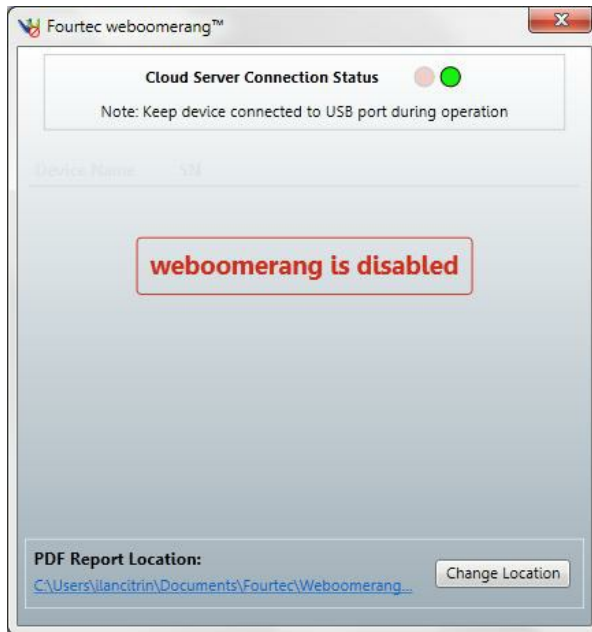 Fourtec weboomerang™
Cloud Server Connection Status
Note: Keep device connected to USB port during operation
Device Name SN
weboomerang is disabled
PDF Report Location:
C:\Users\ilancitrin\Documents\Fourtec\Weboomerang...
Change Location